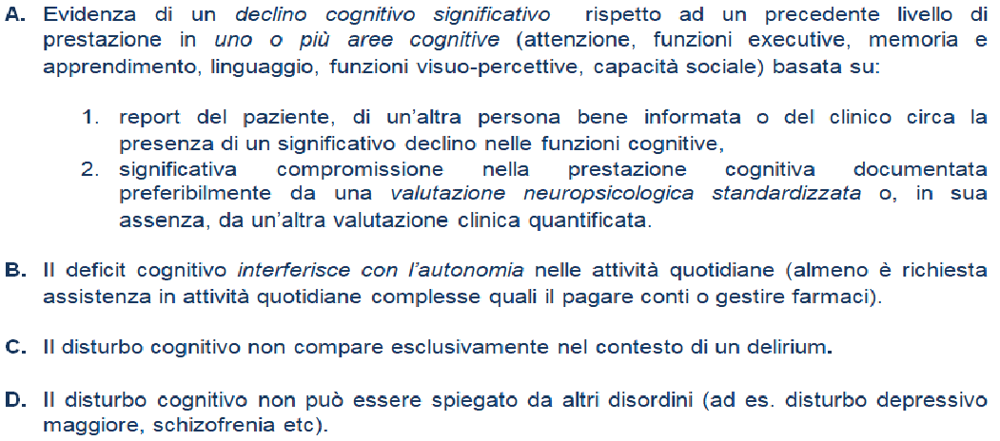 A. Evidenza di un declino cognitivo significativo rispetto ad un precedente livello di
prestazione in uno o più aree cognitive (attenzione, funzioni executive, memoria e
apprendimento, linguaggio, funzioni visuo-percettive, capacità sociale) basata su:
1. report del paziente, di un'altra persona bene informata o del clinico circa la
presenza di un significativo declino nelle funzioni cognitive,
2. significativa compromissione nella prestazione cognitiva documentata
preferibilmente da una valutazione neuropsicologica standardizzata o, in sua
assenza, da un'altra valutazione clinica quantificata.
B. Il deficit cognitivo interferisce con l'autonomia nelle attività quotidiane (almeno è richiesta
assistenza in attività quotidiane complesse quali il pagare conti o gestire farmaci).
C. Il disturbo cognitivo non compare esclusivamente nel contesto di un delirium.
D. Il disturbo cognitivo non può essere spiegato da altri disordini (ad es. disturbo depressivo
maggiore, schizofrenia etc).